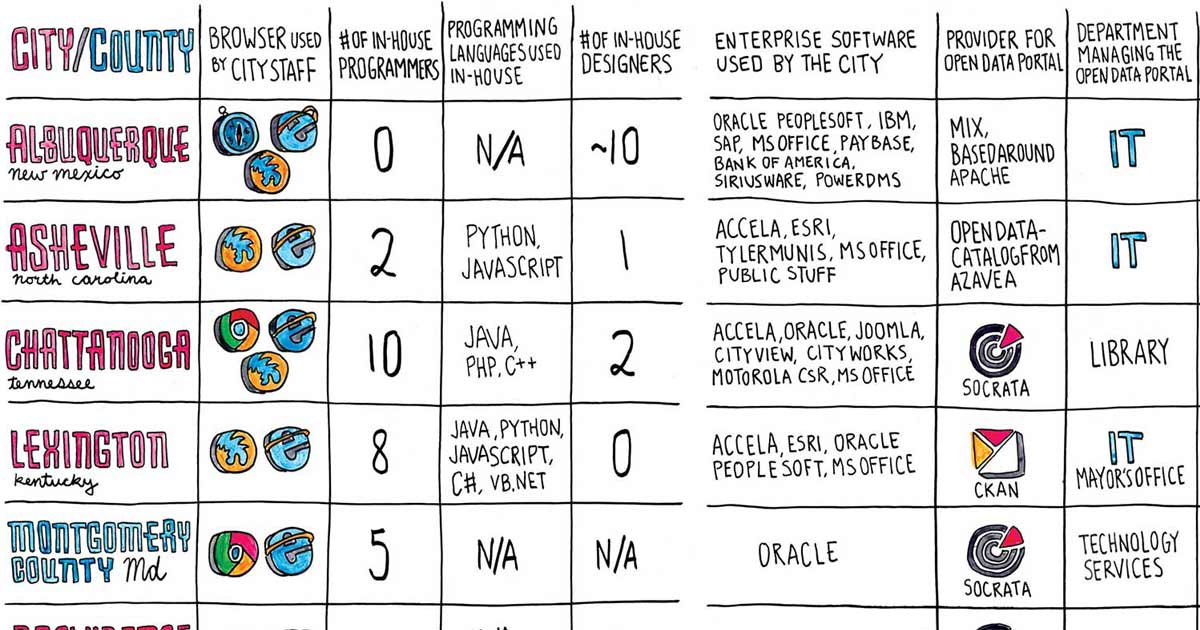 CITY/COUNTY
BROWSER USED
BY CITY STAFF
# OF IN-HOUSE
PROGRAMMERS
PROGRAMMING
LANGUAGES USED
IN-HOUSE
# OF IN-HOUSE
DESIGNERS
ENTERPRISE SOFTWARE
USED BY THE CITY
PROVIDER FOR
OPEN DATA PORTAL
DEPARTMENT
MANAGING THE
OPEN DATA PORTAL
ALBUQUERQUE
new mexico
0
N/A
~10
ORACLE PEOPLESOFT, IBM,
SAP, MS OFFICE, PAYBASE,
BANK OF AMERICA,
SIRIUSWARE, POWERDMS
MIX,
BASED AROUND
APACHE
IT
ASHEVILLE
north carolina
2
PYTHON,
JAVASCRIPT
1
ACCELA, ESRI,
TYLERMUNIS, MS OFFICE,
PUBLIC STUFF
OPEN DATA-
CATALOG FROM
AZAVEA
IT
CHATTANOOGA
tennessee
10
JAVA,
PHP, C++
2
ACCELA, ORACLE, JOOMLA,
CITYVIEW, CITYWORKS,
MOTOROLA CSR, MS OFFICE
SOCRATA
LIBRARY
LEXINGTON
kentucky
8
JAVA, PYTHON,
JAVASCRIPT,
C#, VB.NET
0
ACCELA, ESRI, ORACLE
PEOPLESOFT, MS OFFICE
CKAN
IT
MAYOR'S OFFICE
MONTGOMERY
COUNTY Md
5
N/A
N/A
ORACLE
SOCRATA
TECHNOLOGY
SERVICES